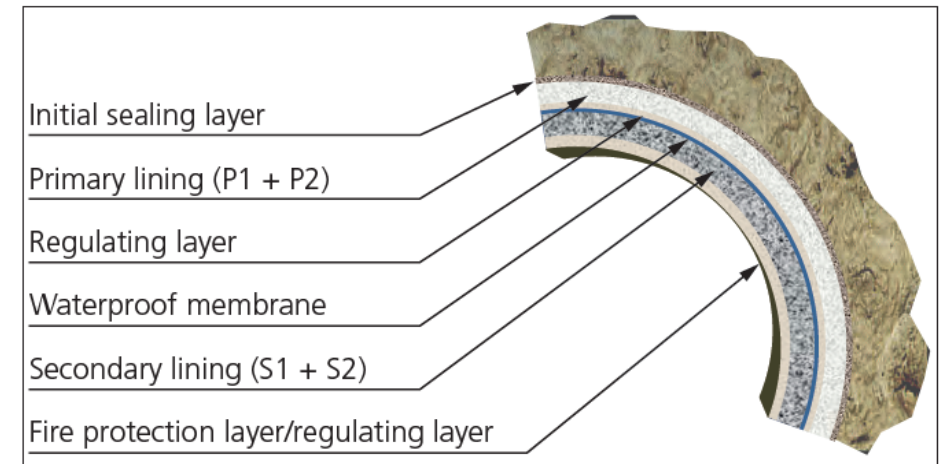 Initial sealing layer
Primary lining (P1 + P2)
Regulating layer
Waterproof membrane
Secondary lining (S1 + S2)
Fire protection layer/regulating layer